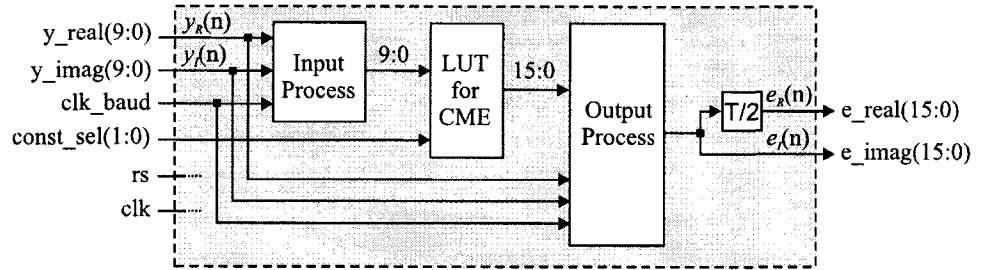 y_real(9:0)
y_imag(9:0)
clk_baud
const_sel(1:0)
rs
clk
y_R(n)
y_I(n)
Input
Process
9:0
LUT
for
CME
15:0
Output
Process
T/2
e_R(n)
e_I(n)
e_real(15:0)
e_imag(15:0)